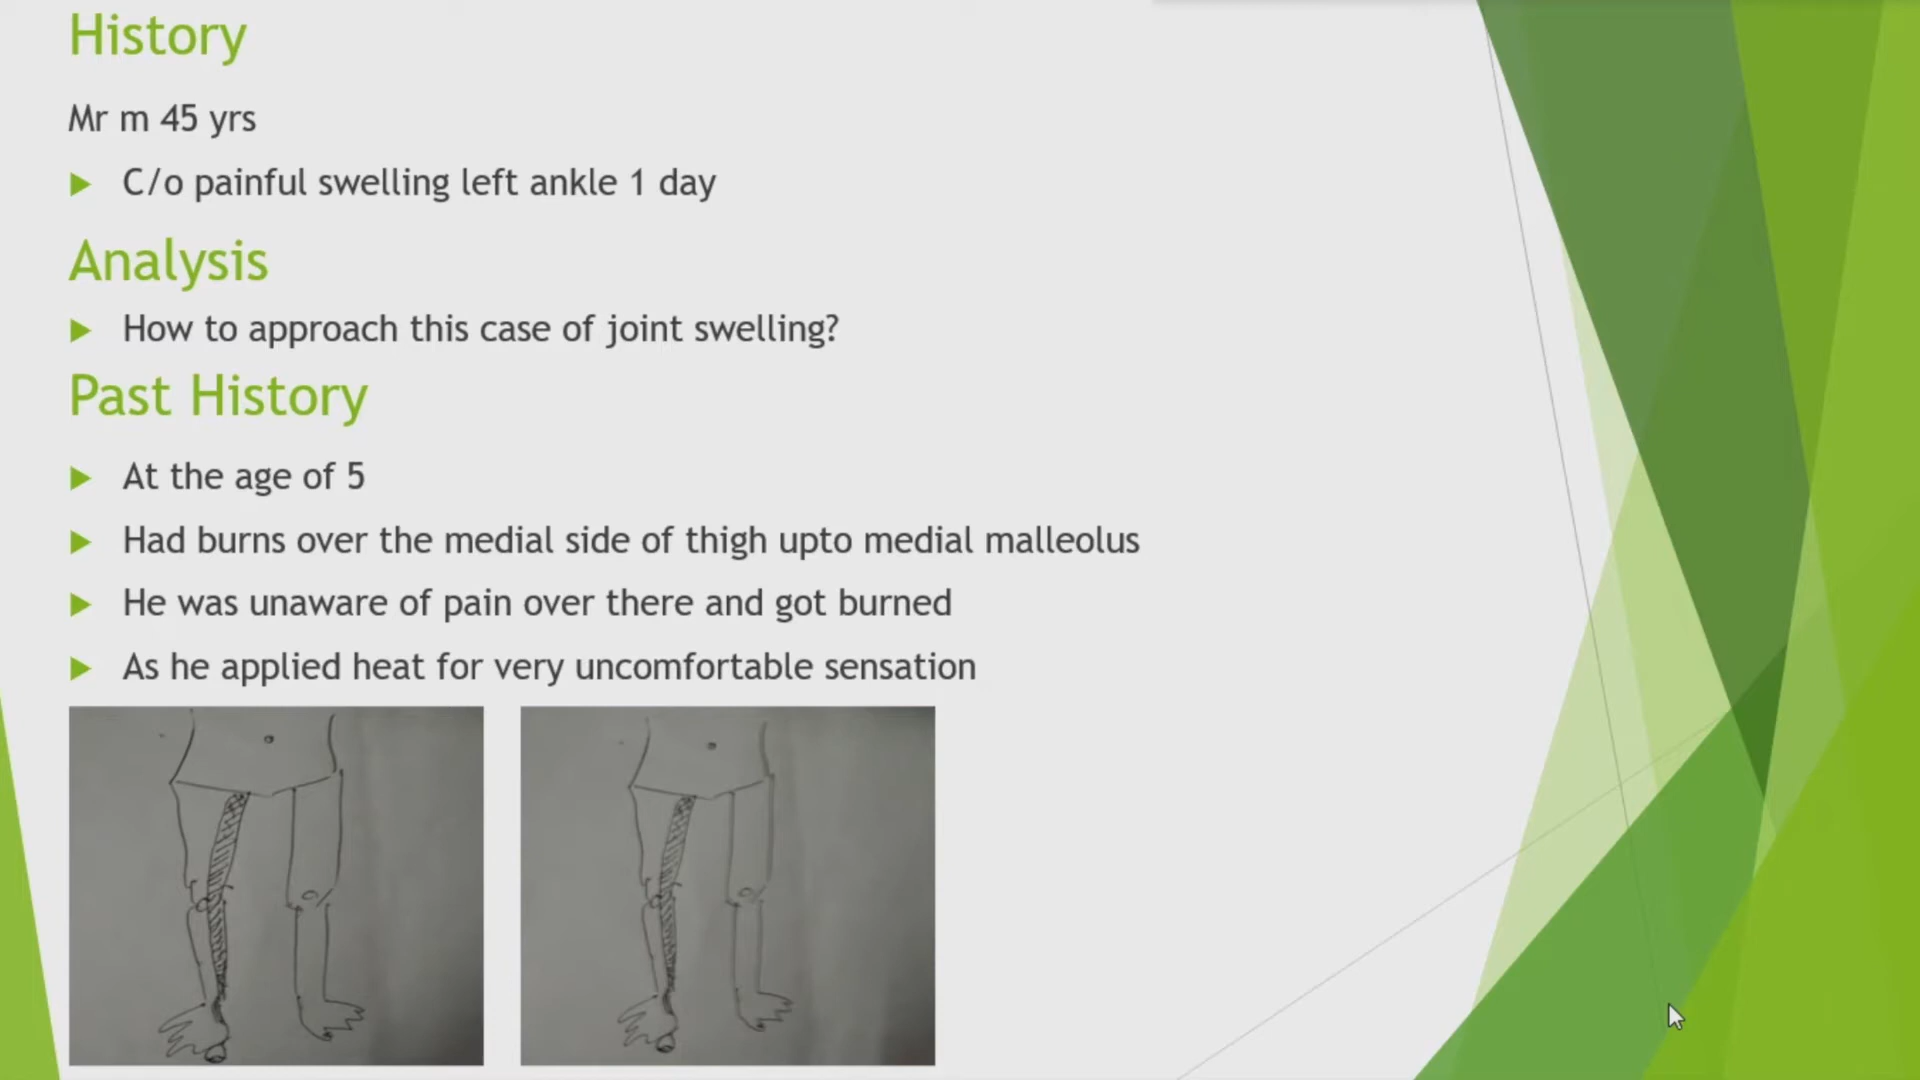 History
Mr m 45 yrs
C/o painful swelling left ankle 1 day
Analysis
How to approach this case of joint swelling?
Past History
At the age of 5
Had burns over the medial side of thigh upto medial malleolus
He was unaware of pain over there and got burned
As he applied heat for very uncomfortable sensation